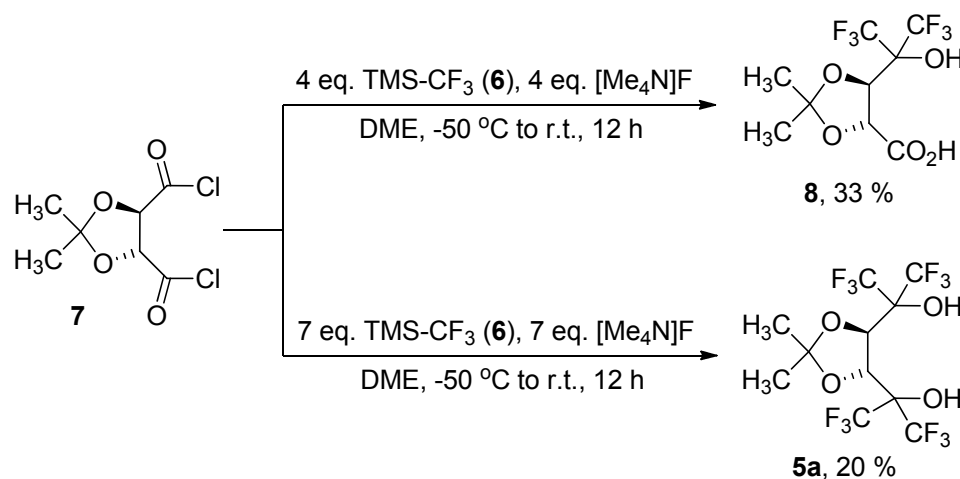 O
Cl
H3C
H3C
O
O
Cl
O
7
4 eq. TMS-CF3 (6), 4 eq. [Me4N]F
DME, -50 °C to r.t., 12 h
F3C CF3
OH
H3C
H3C
O
O
CO2H
8, 33 %
7 eq. TMS-CF3 (6), 7 eq. [Me4N]F
DME, -50 °C to r.t., 12 h
F3C CF3
OH
H3C
H3C
O
O
OH
F3C CF3
5a, 20 %